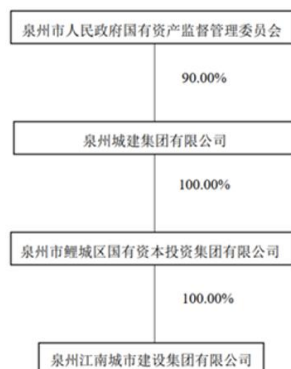 泉州市人民政府国有资产监督管理委员会
90.00%
泉州城建集团有限公司
100.00%
泉州市鲤城区国有资本投资集团有限公司
100.00%
泉州江南城市建设集团有限公司